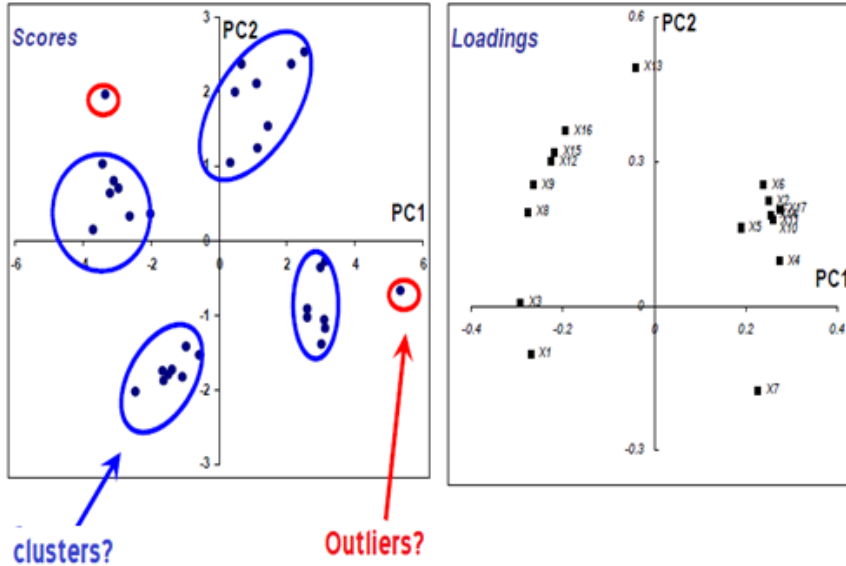 Scores
PC2
3
2
1
0
-1
-2
-3
-6
-4
-2
0
2
4
6
PC1
clusters?
Outliers?
Loadings
PC2
0.6
0.3
0
-0.3
-0.4
-0.2
0
0.2
0.4
PC1
X13
X16
X15
X12
X9
X8
X3
X1
X6
X2
X17
X11
X10
X5
X4
X7